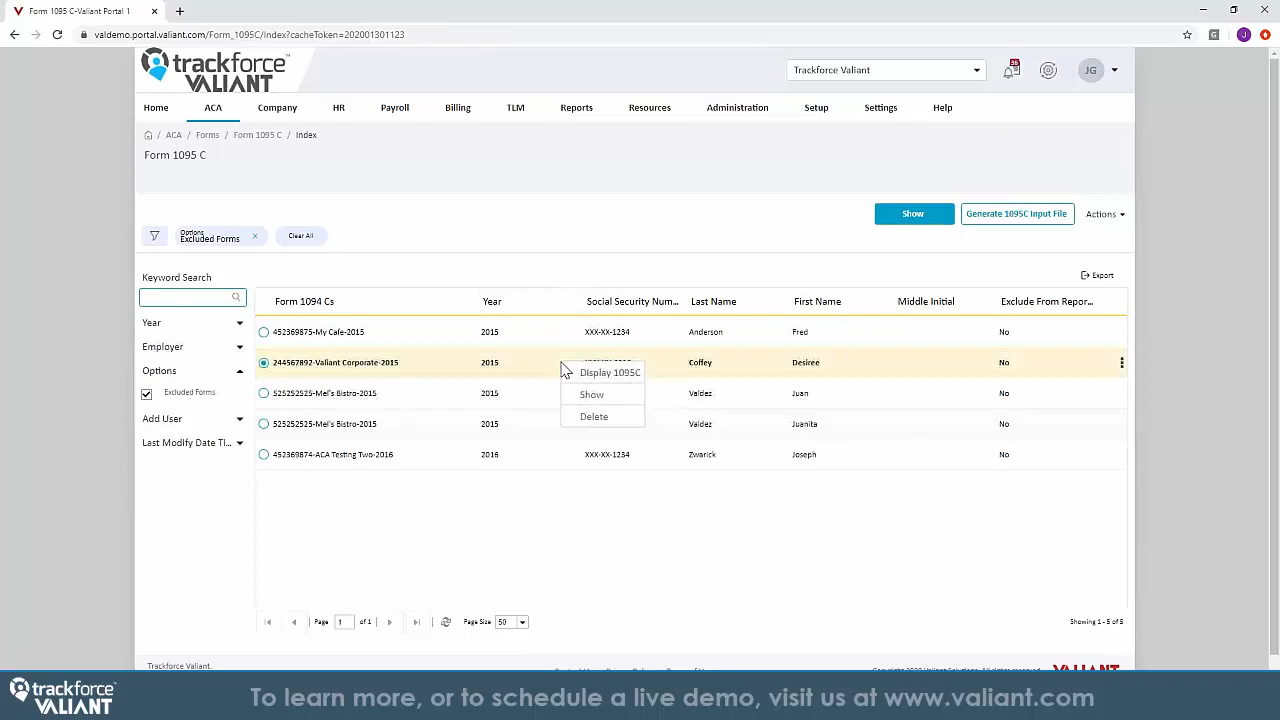 Form 1095 C-Valiant Portal 1
valdemo.portal.valiant.com/Form_1095C/Index?cacheToken=202001301123
G
J
trackforce
VALIANT
Trackforce Valiant
JG
Home ACA Company HR Payroll Billing TLM Reports Resources Administration Setup Settings Help
/ ACA / Forms / Form 1095 C / Index
Form 1095 C
Show Generate 1095C Input File Actions
Options
Excluded Forms
Clear All
Keyword Search
Export
Form 1094 Cs Year Social Security Num... Last Name First Name Middle Initial Exclude From Repor...
Year
Employer
Options
Excluded Forms
Add User
Last Modify Date Ti...
452369875-My Cafe-2015 2015 XXX-XX-1234 Anderson Fred No
244567892-Valiant Corporate-2015 2015 Coffey Desiree No
525252525-Mel's Bistro-2015 2015 Valdez Juan No
525252525-Mel's Bistro-2015 2015 Valdez Juanita No
452369874-ACA Testing Two-2016 2016 XXX-XX-1234 Zwarick Joseph No
Display 1095C
Show
Delete
Page 1 of 1 Page Size 50
Showing 1 - 5 of 5
Trackforce Valiant.
VALIANT
trackforce
VALIANT
To learn more, or to schedule a live demo, visit us at www.valiant.com